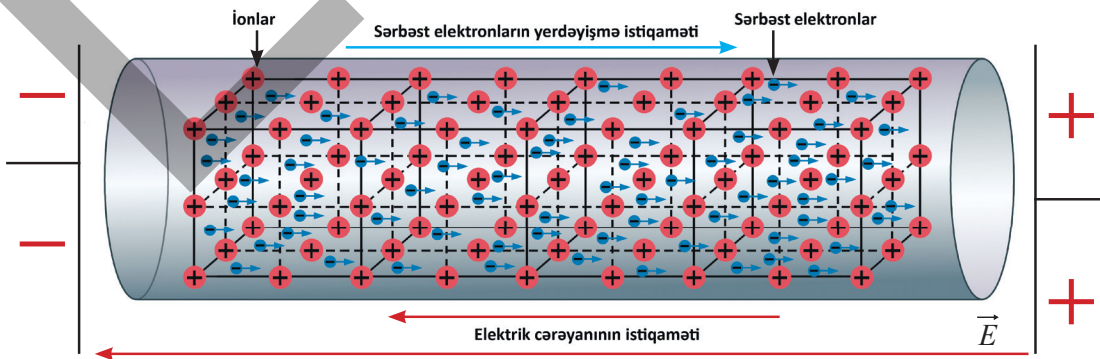 İonlar
Sərbəst elektronların yerdəyişmə istiqaməti
Sərbəst elektronlar
Elektrik cərəyanının istiqaməti
E